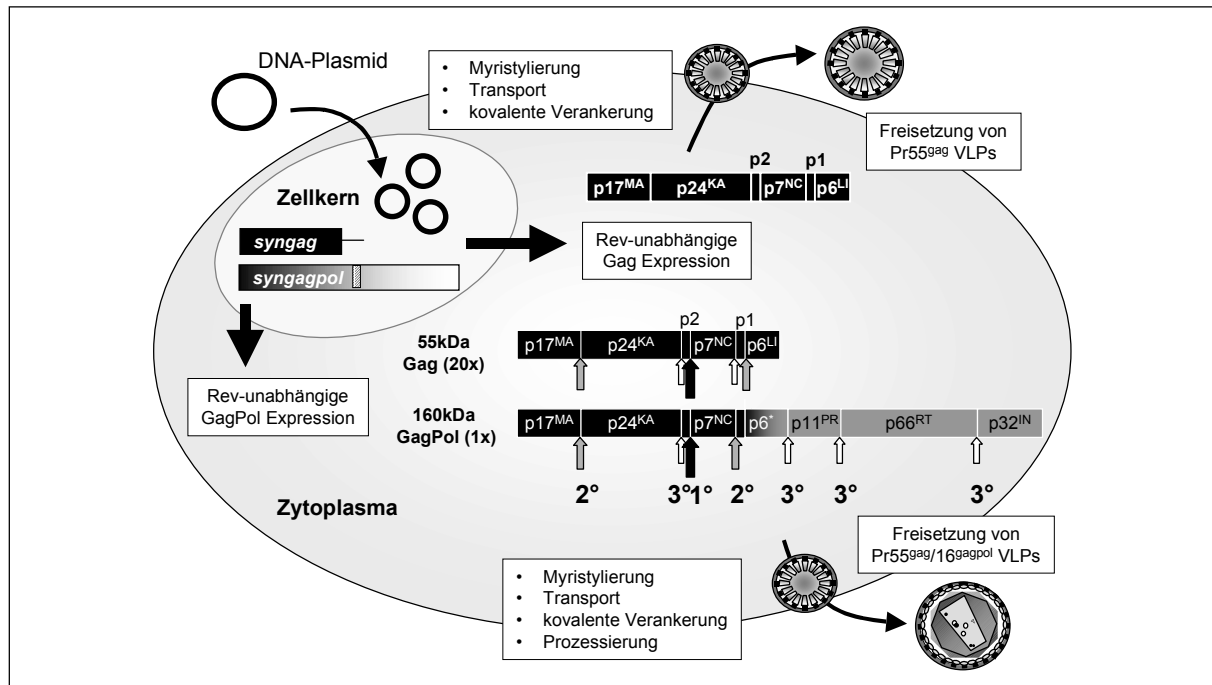 DNA-Plasmid
• Myristylierung
• Transport
• kovalente Verankerung
Freisetzung von
Pr55gag VLPs
Zellkern
p2 p1
p17MA p24KA p7NC p6LI
syngag
syngagpol
Rev-unabhängige
Gag Expression
p2 p1
55kDa
Gag (20x)
p17MA p24KA p7NC p6LI
Rev-unabhängige
GagPol Expression
160kDa
GagPol (1x)
p17MA p24KA p7NC p6* p11PR p66RT p32IN
2° 3° 1° 2° 3° 3° 3°
Zytoplasma
Freisetzung von
Pr55gag/16gagpol VLPs
• Myristylierung
• Transport
• kovalente Verankerung
• Prozessierung